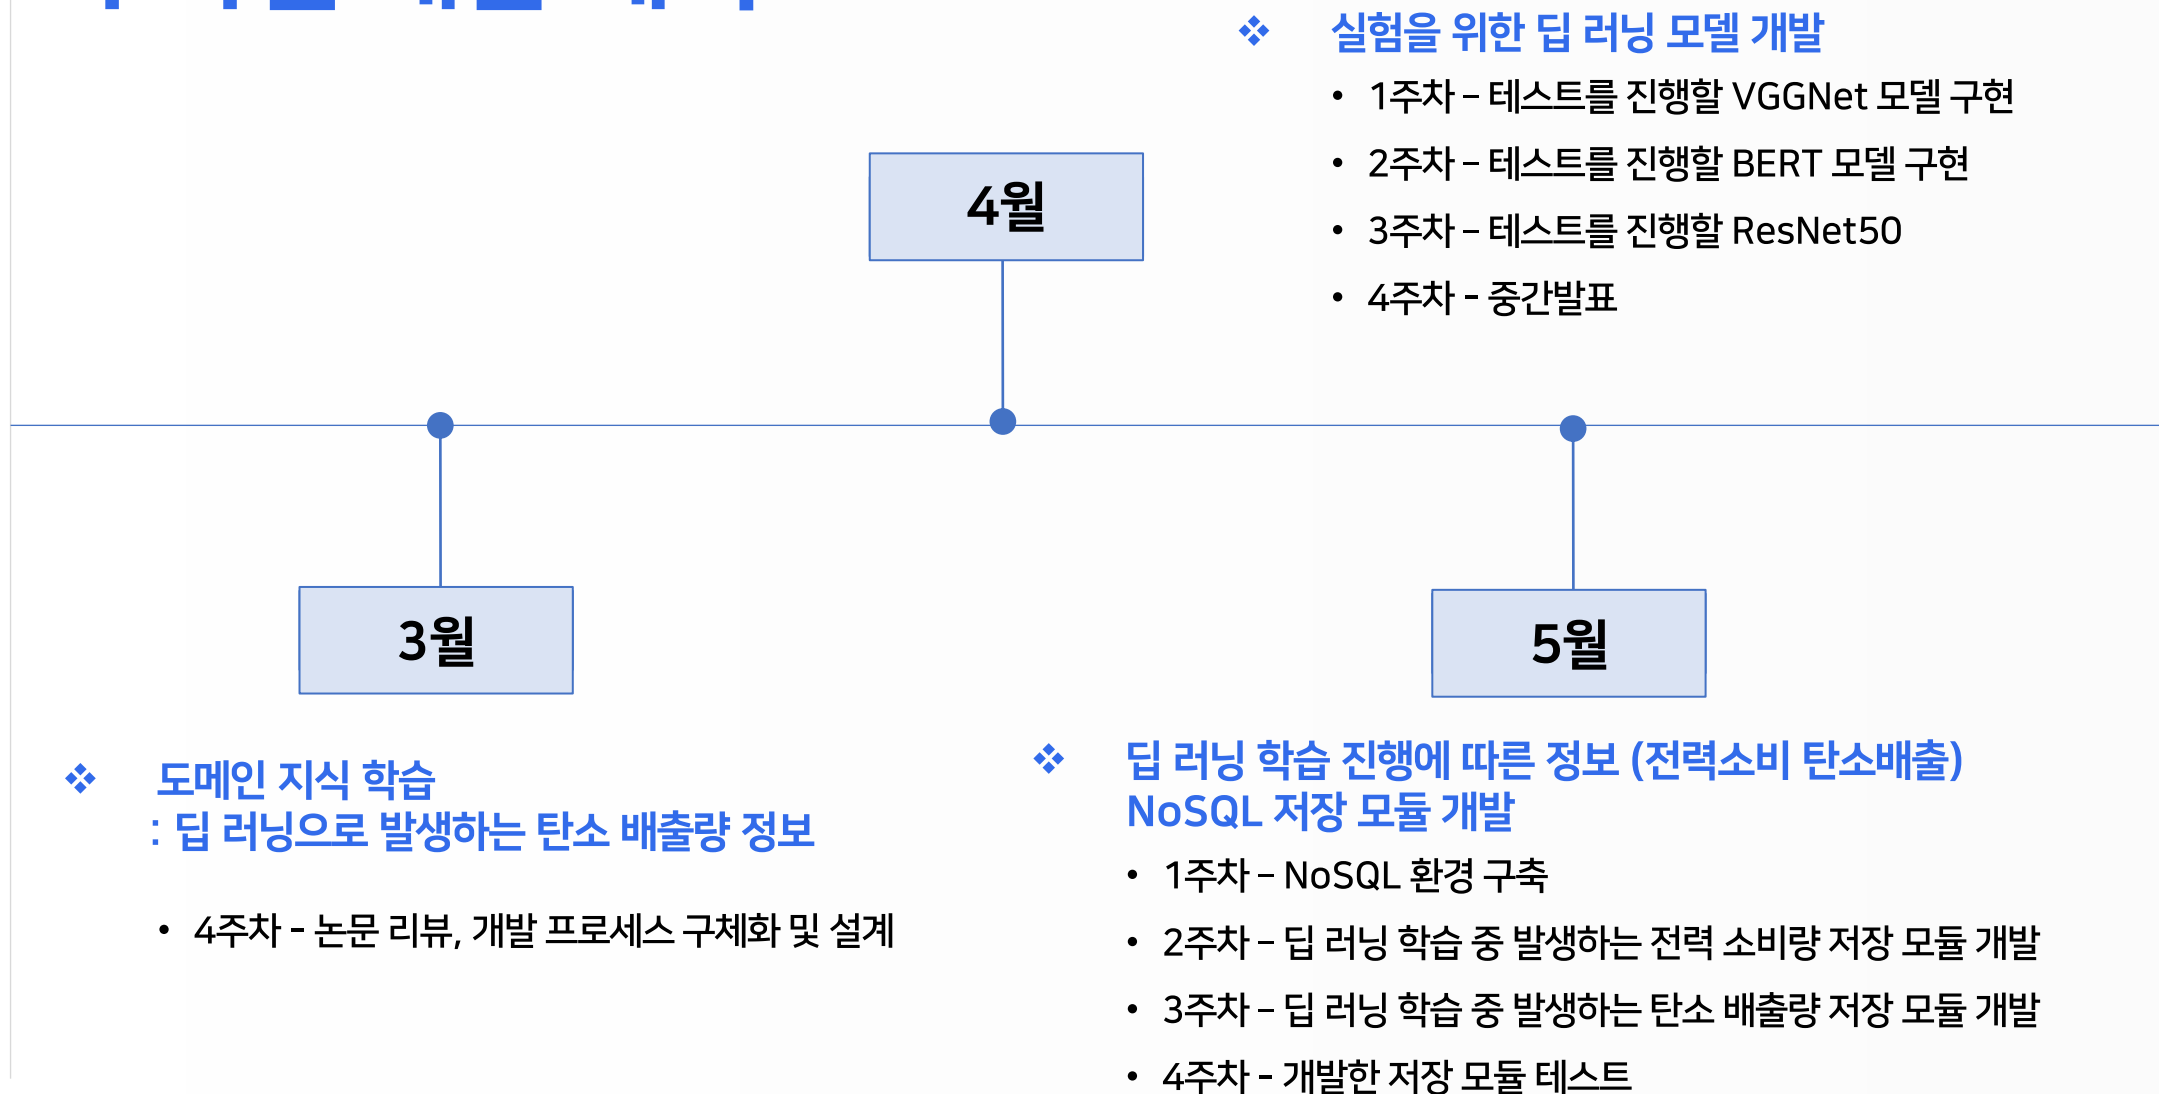 실험을 위한 딥 러닝 모델 개발
• 1주차 – 테스트를 진행할 VGGNet 모델 구현
• 2주차 – 테스트를 진행할 BERT 모델 구현
• 3주차 – 테스트를 진행할 ResNet50
• 4주차 - 중간발표
4월
3월
도메인 지식 학습
: 딥 러닝으로 발생하는 탄소 배출량 정보
• 4주차 - 논문 리뷰, 개발 프로세스 구체화 및 설계
5월
딥 러닝 학습 진행에 따른 정보 (전력소비 탄소배출)
NoSQL 저장 모듈 개발
• 1주차 – NoSQL 환경 구축
• 2주차 – 딥 러닝 학습 중 발생하는 전력 소비량 저장 모듈 개발
• 3주차 – 딥 러닝 학습 중 발생하는 탄소 배출량 저장 모듈 개발
• 4주차 - 개발한 저장 모듈 테스트